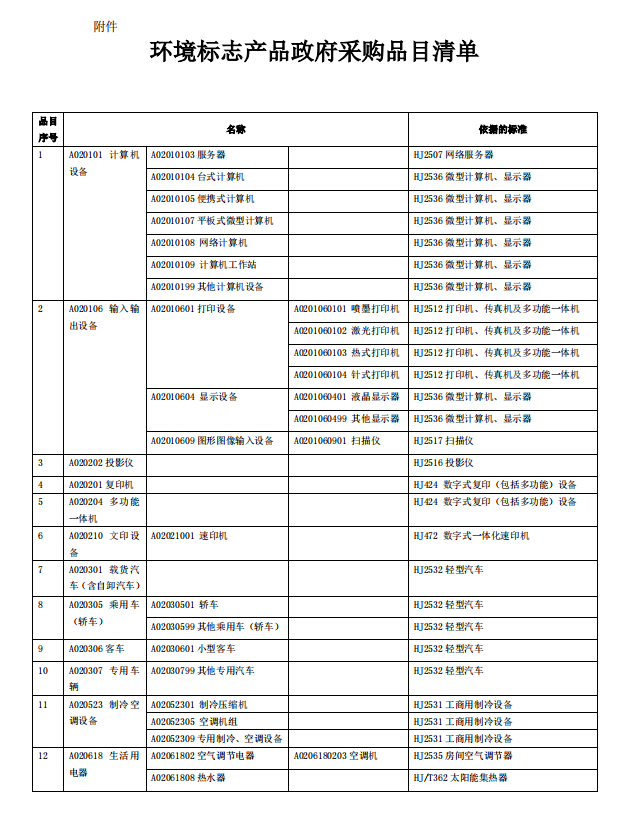 附件
环境标志产品政府采购品目清单
品目序号 名称 依据的标准
1 A020101 计算机设备 A02010103服务器 HJ2507 网络服务器
A02010104 台式计算机 HJ2536 微型计算机、显示器
A02010105 便携式计算机 HJ2536 微型计算机、显示器
A02010107 平板式微型计算机 HJ2536 微型计算机、显示器
A02010108 网络计算机 HJ2536 微型计算机、显示器
A02010109 计算机工作站 HJ2536 微型计算机、显示器
A02010199 其他计算机设备 HJ2536 微型计算机、显示器
2 A020106 输入输出设备 A02010601 打印设备 A0201060101 喷墨打印机 HJ2512 打印机、传真机及多功能一体机
A0201060102 激光打印机 HJ2512 打印机、传真机及多功能一体机
A0201060103 热式打印机 HJ2512 打印机、传真机及多功能一体机
A0201060104 针式打印机 HJ2512 打印机、传真机及多功能一体机
A02010604 显示设备 A0201060401 液晶显示器 HJ2536 微型计算机、显示器
A0201060499 其他显示器 HJ2536 微型计算机、显示器
A02010609 图形图像输入设备 A0201060901 扫描仪 HJ2517 扫描仪
3 A020202 投影仪 HJ2516 投影仪
4 A020201 复印机 HJ424 数字式复印（包括多功能）设备
5 A020204 多功能一体机 HJ424 数字式复印（包括多功能）设备
6 A020210 文印设备 A02021001 速印机 HJ472 数字式一体化速印机
7 A020301 载货汽车（含自卸汽车） HJ2532 轻型汽车
8 A020305 乘用车（轿车） A02030501 轿车 HJ2532 轻型汽车
A02030599 其他乘用车（轿车） HJ2532 轻型汽车
9 A020306 客车 A02030601 小型客车 HJ2532 轻型汽车
10 A020307 专用车辆 A02030799 其他专用汽车 HJ2532 轻型汽车
11 A020523 制冷空调设备 A02052301 制冷压缩机 HJ2531 工商用制冷设备
A02052305 空调机组 HJ2531 工商用制冷设备
A02052309 专用制冷、空调设备 HJ2531 工商用制冷设备
12 A020618 生活用电器 A02061802 空气调节电器 A0206180203 空调机 HJ2535 房间空气调节器
A02061808 热水器 HJ/T362 太阳能集热器